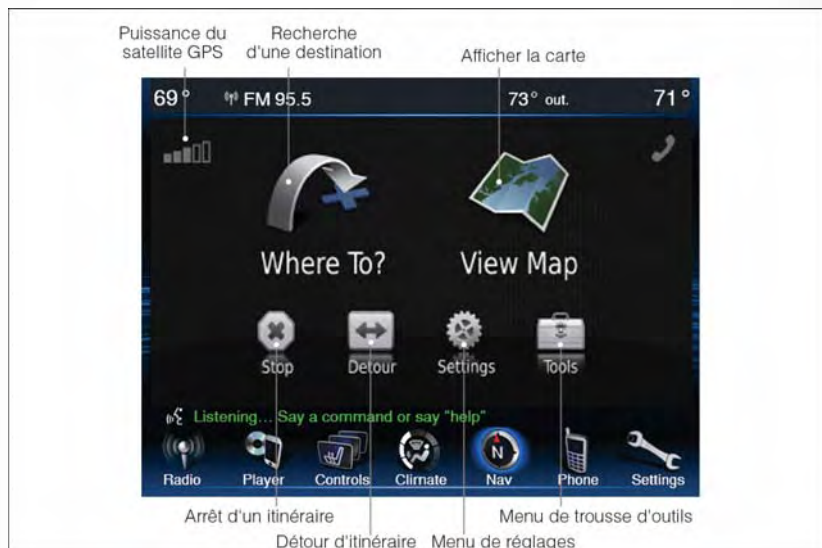 Puissance du
satellite GPS
Recherche
d'une destination
Afficher la carte
69° FM 95.5 73° out. 71°
Where To? View Map
Stop Detour Settings Tools
Listening... Say a command or say "help"
Radio Player Controls Climate N Nav Phone Settings
Arrêt d'un itinéraire
Menu de trousse d'outils
Détour d'itinéraire
Menu de réglages